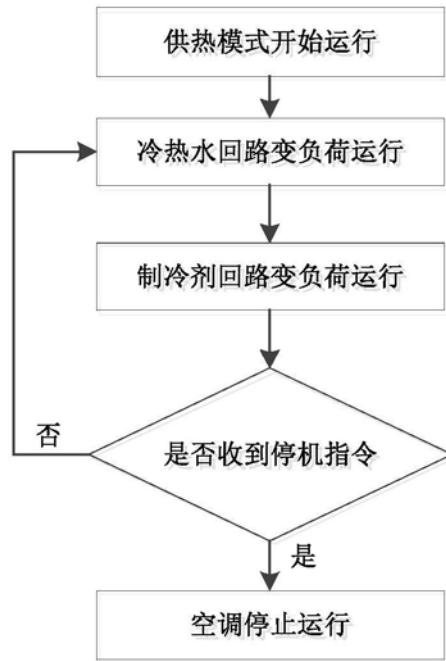 供热模式开始运行
冷热水回路变负荷运行
制冷剂回路变负荷运行
是否收到停机指令
否
是
空调停止运行